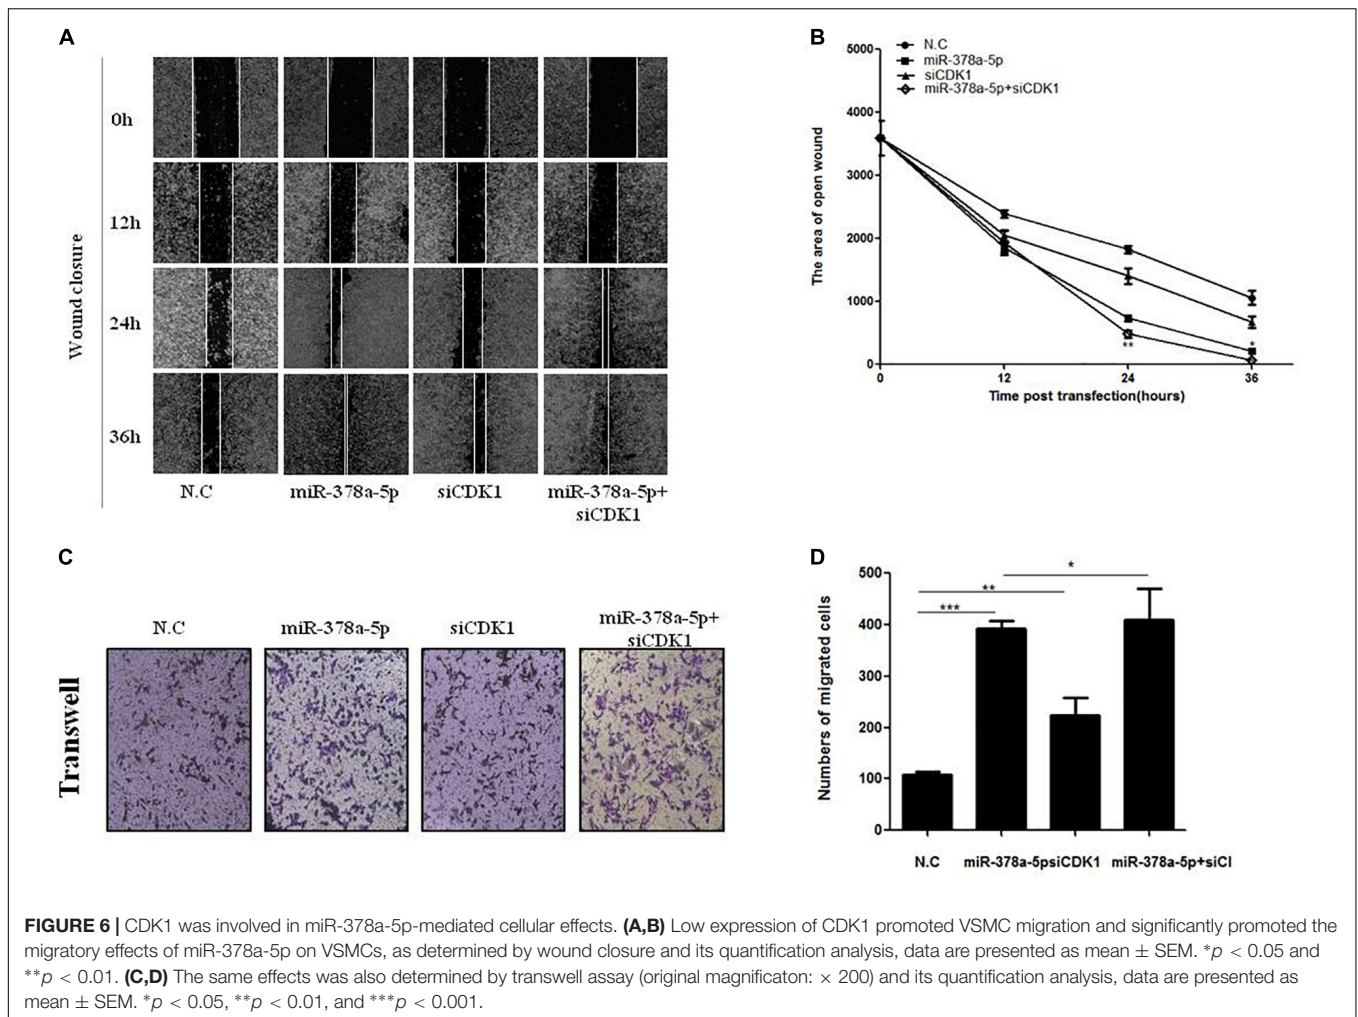 A
Wound closure
0h
12h
24h
36h
N.C
miR-378a-5p
siCDK1
miR-378a-5p+
siCDK1
B
N.C
miR-378a-5p
siCDK1
miR-378a-5p+siCDK1
The area of open wound
5000
4000
3000
2000
1000
0
**
*
0
12
24
36
Time post transfection(hours)
C
Transwell
N.C
miR-378a-5p
siCDK1
miR-378a-5p+
siCDK1
D
Numbers of migrated cells
500
400
300
200
100
0
*
**
***
N.C
miR-378a-5psiCDK1
miR-378a-5p+siCI
FIGURE 6 | CDK1 was involved in miR-378a-5p-mediated cellular effects. (A,B) Low expression of CDK1 promoted VSMC migration and significantly promoted the
migratory effects of miR-378a-5p on VSMCs, as determined by wound closure and its quantification analysis, data are presented as mean ± SEM. *p < 0.05 and
**p < 0.01. (C,D) The same effects was also determined by transwell assay (original magnificaton: × 200) and its quantification analysis, data are presented as
mean ± SEM. *p < 0.05, **p < 0.01, and ***p < 0.001.